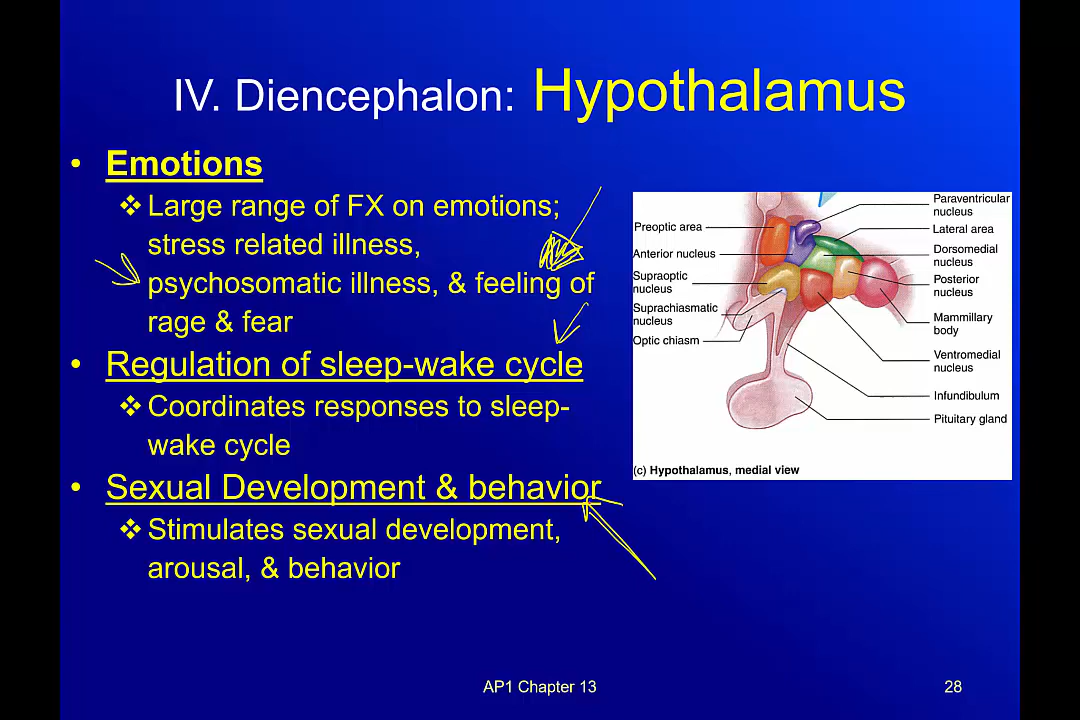 IV. Diencephalon: Hypothalamus
• Emotions
❖ Large range of FX on emotions;
stress related illness,
psychosomatic illness, & feeling of
rage & fear
• Regulation of sleep-wake cycle
❖ Coordinates responses to sleep-
wake cycle
• Sexual Development & behavior
❖ Stimulates sexual development,
arousal, & behavior
Preoptic area
Anterior nucleus
Supraoptic
nucleus
Suprachiasmatic
nucleus
Optic chiasm
Paraventricular
nucleus
Lateral area
Dorsomedial
nucleus
Posterior
nucleus
Mammillary
body
Ventromedial
nucleus
Infundibulum
Pituitary gland
(c) Hypothalamus, medial view
AP1 Chapter 13
28